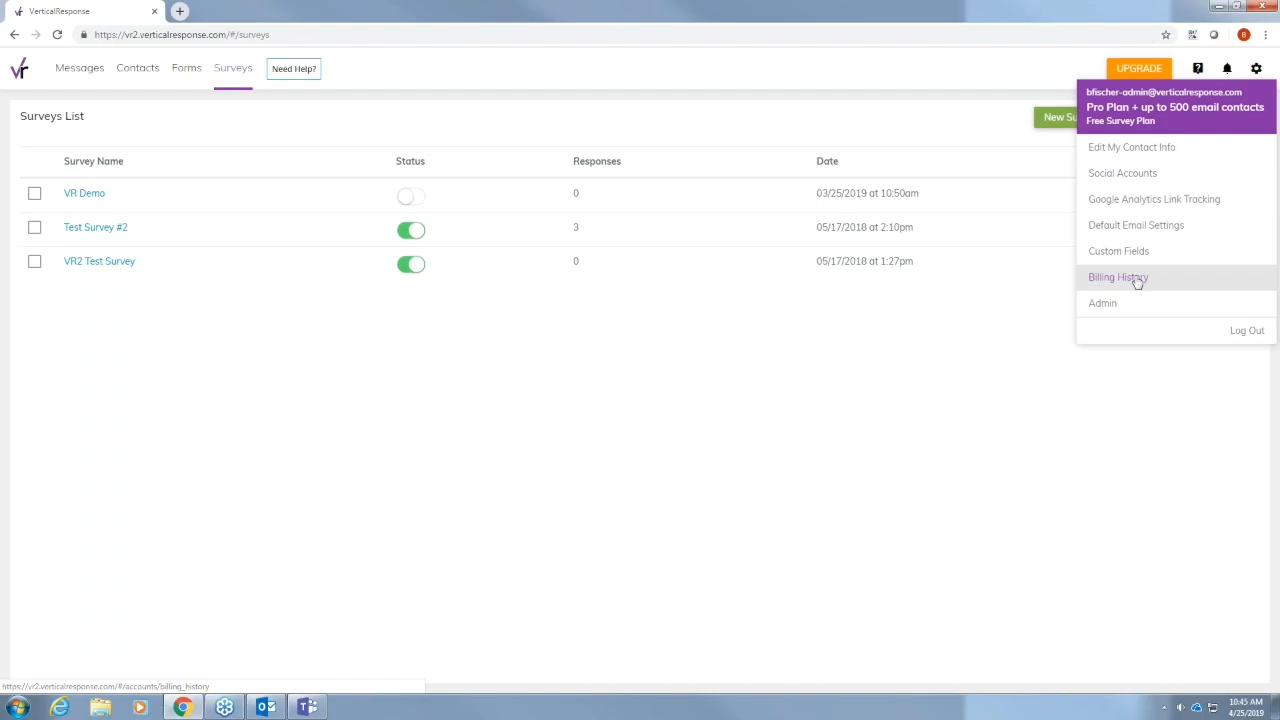 VerticalResponse
https://vr2.verticalresponse.com/#/surveys
B
vr
Messages
Contacts
Forms
Surveys
Need Help?
UPGRADE
bfischer-admin@verticalresponse.com
Pro Plan + up to 500 email contacts
Free Survey Plan
Surveys List
New Su
Edit My Contact Info
Social Accounts
Google Analytics Link Tracking
Default Email Settings
Custom Fields
Billing History
Admin
Log Out
Survey Name
Status
Responses
Date
VR Demo
0
03/25/2019 at 10:50am
Test Survey #2
3
05/17/2018 at 2:10pm
VR2 Test Survey
0
05/17/2018 at 1:27pm
https://vr2.verticalresponse.com/#/accounts/billing_history
10:45 AM
4/25/2019